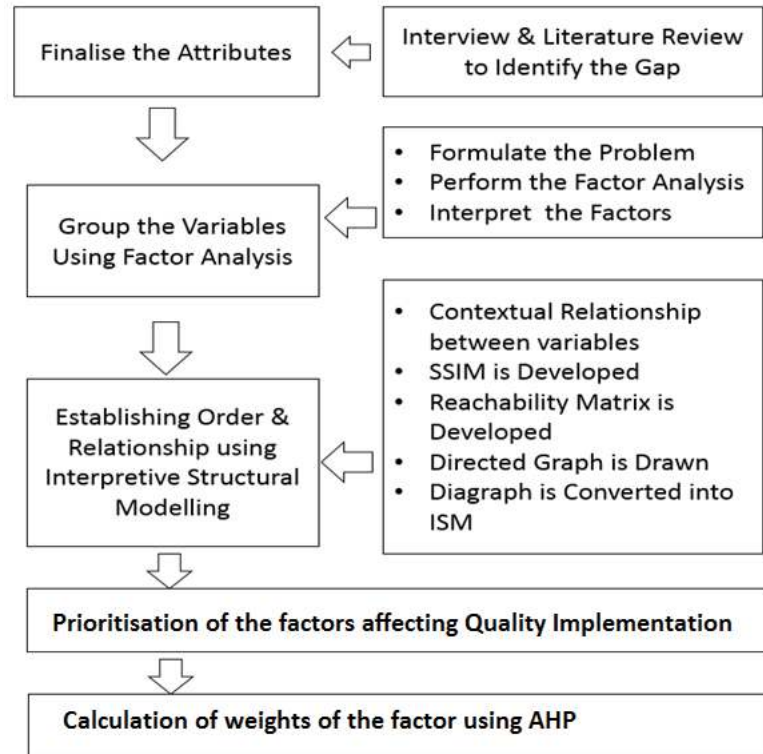 Finalise the Attributes
Interview & Literature Review
to Identify the Gap
Group the Variables
Using Factor Analysis
• Formulate the Problem
• Perform the Factor Analysis
• Interpret the Factors
Establishing Order &
Relationship using
Interpretive Structural
Modelling
• Contextual Relationship
between variables
• SSIM is Developed
• Reachability Matrix is
Developed
• Directed Graph is Drawn
• Diagraph is Converted into
ISM
Prioritisation of the factors affecting Quality Implementation
Calculation of weights of the factor using AHP